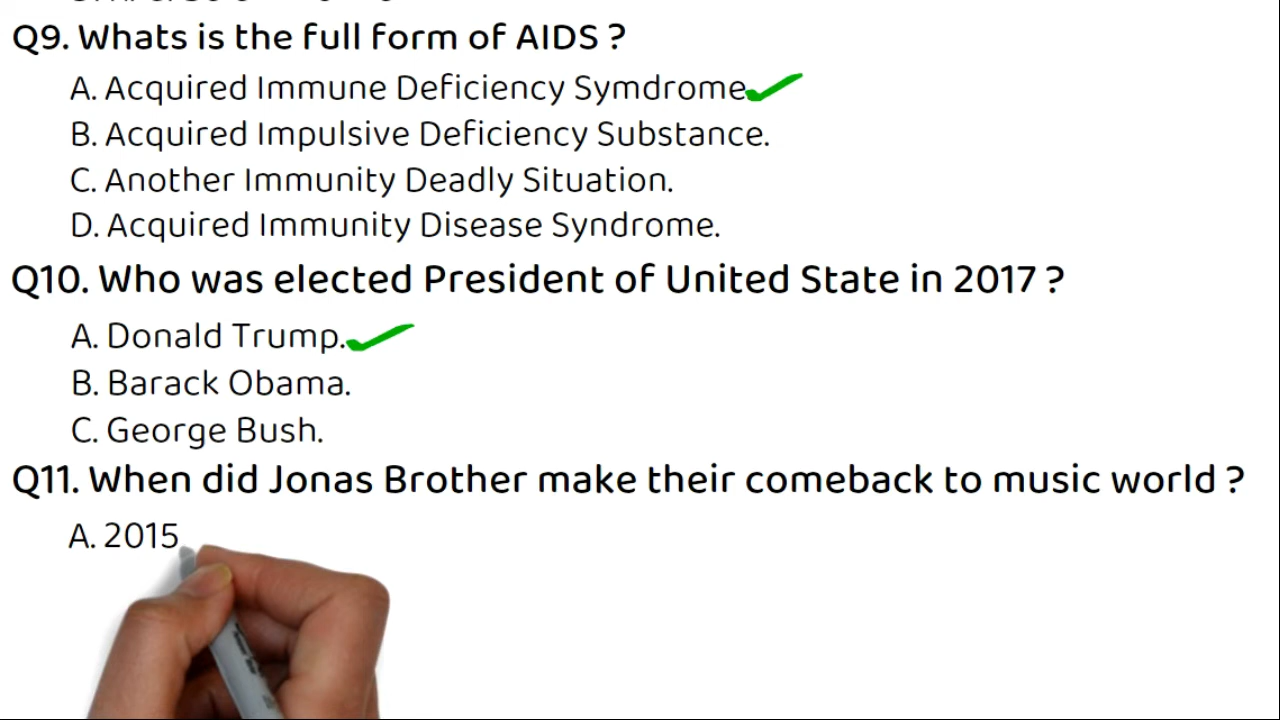 Q9. Whats is the full form of AIDS ?
A. Acquired Immune Deficiency Symdrome
B. Acquired Impulsive Deficiency Substance.
C. Another Immunity Deadly Situation.
D. Acquired Immunity Disease Syndrome.
Q10. Who was elected President of United State in 2017 ?
A. Donald Trump.
B. Barack Obama.
C. George Bush.
Q11. When did Jonas Brother make their comeback to music world ?
A. 2015